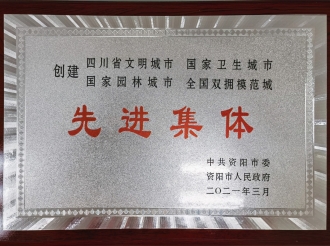 创建 四川省文明城市 国家卫生城市
国家园林城市 全国双拥模范城
先进集体
中共资阳市委
资阳市人民政府
二〇二一年三月